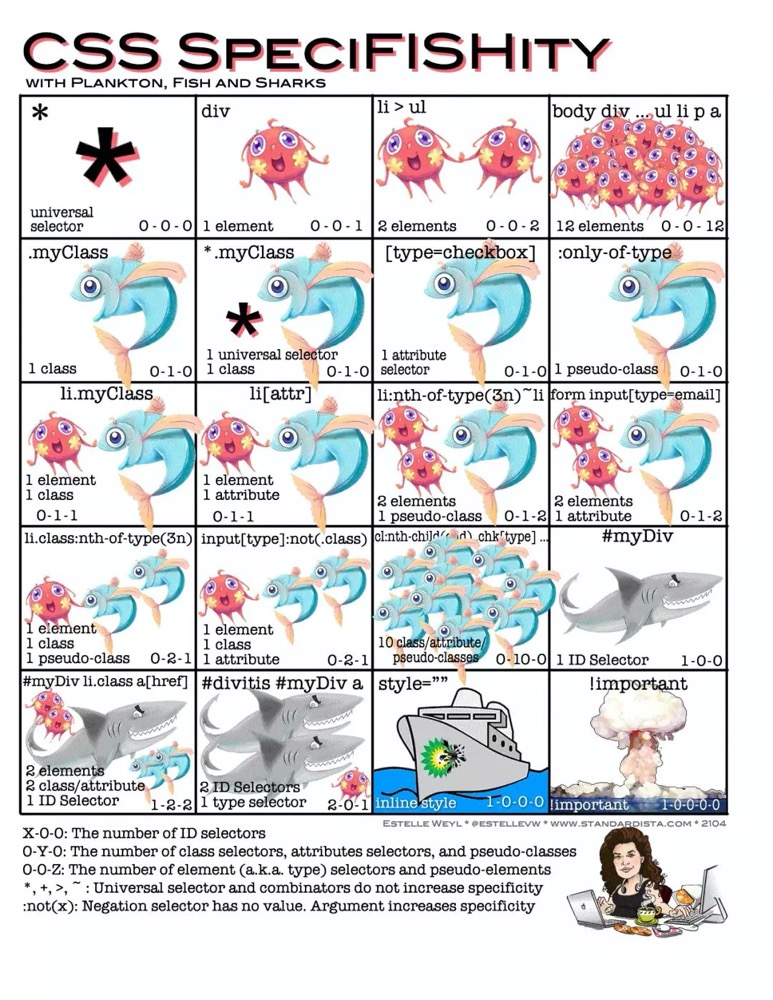 CSS SpeciFISHity
with Plankton, Fish and Sharks
*
*
universal
selector 0-0-0
div
1 element 0-0-1
li > ul
2 elements 0-0-2
body div ... ul li p a
12 elements 0-0-12
.myClass
1 class 0-1-0
*.myClass
*
1 universal selector
1 class 0-1-0
[type=checkbox]
1 attribute
selector 0-1-0
:only-of-type
1 pseudo-class 0-1-0
li.myClass
1 element
1 class
0-1-1
li[attr]
1 element
1 attribute
0-1-1
li:nth-of-type(3n)~li
2 elements
1 pseudo-class 0-1-2
form input[type=email]
2 elements
1 attribute 0-1-2
li.class:nth-of-type(3n)
1 element
1 class
1 pseudo-class 0-2-1
input[type]:not(.class)
1 element
1 class
1 attribute 0-2-1
.chk[type] ...
10 class/attribute/
pseudo-classes 0-10-0
#myDiv
1 ID Selector 1-0-0
#myDiv li.class a[href]
2 elements
2 class/attribute
1 ID Selector 1-2-2
#divitis #myDiv a
2 ID Selectors
1 type selector 2-0-1
style=""
inline style 1-0-0-0
!important
!important 1-0-0-0-0
Estelle Weyl * @estellevw * www.standardista.com * 2104
X-0-0: The number of ID selectors
0-Y-0: The number of class selectors, attributes selectors, and pseudo-classes
0-0-Z: The number of element (a.k.a. type) selectors and pseudo-elements
*, +, >, ~ : Universal selector and combinators do not increase specificity
:not(x): Negation selector has no value. Argument increases specificity